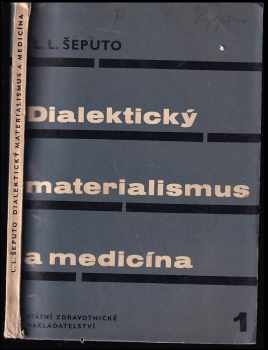 L. L. ŠEPUTO DIALEKTICKÝ MATERIALISMUS A MEDICÍNA
L. L. ŠEPUTO
Dialektický
materialismus
a medicína
STÁTNÍ ZDRAVOTNICKÉ
NAKLADATELSTVÍ
1